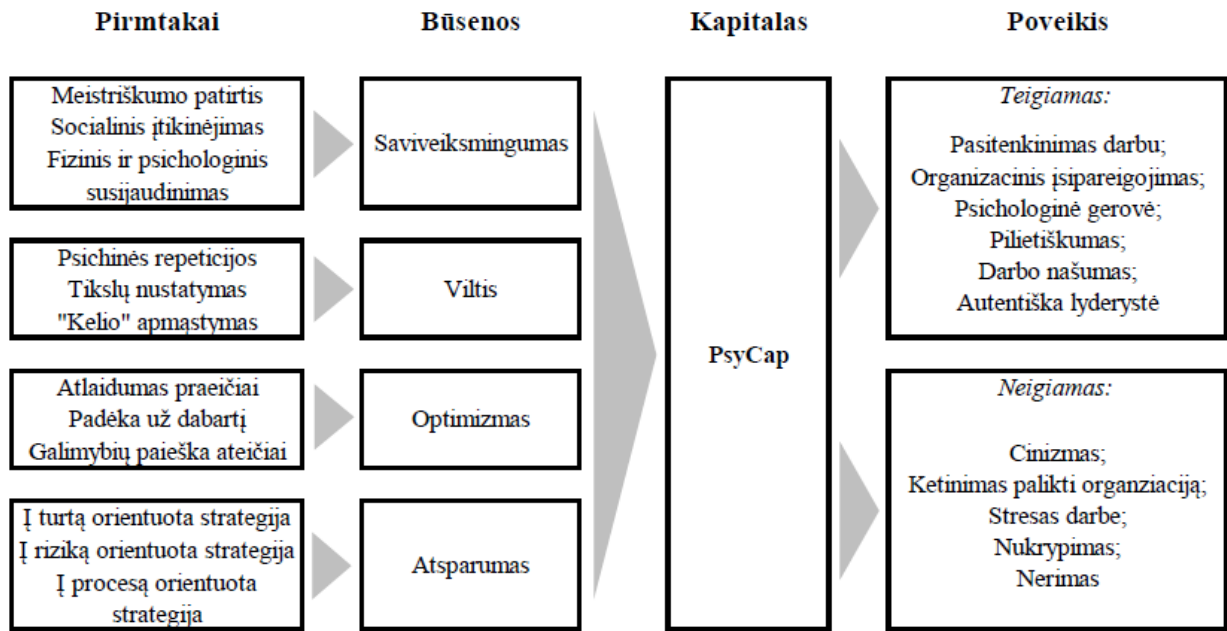 Pirmtakai
Būsenos
Kapitalas
Poveikis
Meistriškumo patirtis
Socialinis įtikinėjimas
Fizinis ir psichologinis
susijaudinimas
Saviveiksmingumas
Psichinės repeticijos
Tikslų nustatymas
"Kelio" apmąstymas
Viltis
Atlaidumas praeičiai
Padėka už dabartį
Galimybių paieška ateičiai
Optimizmas
Į turtą orientuota strategija
Į riziką orientuota strategija
Į procesą orientuota
strategija
Atsparumas
PsyCap
Teigiamas:
Pasitenkinimas darbu;
Organizacinis įsipareigojimas;
Psichologinė gerovė;
Pilietiškumas;
Darbo našumas;
Autentiška lyderystė
Neigiamas:
Cinizmas;
Ketinimas palikti organziaciją;
Stresas darbe;
Nukrypimas;
Nerimas